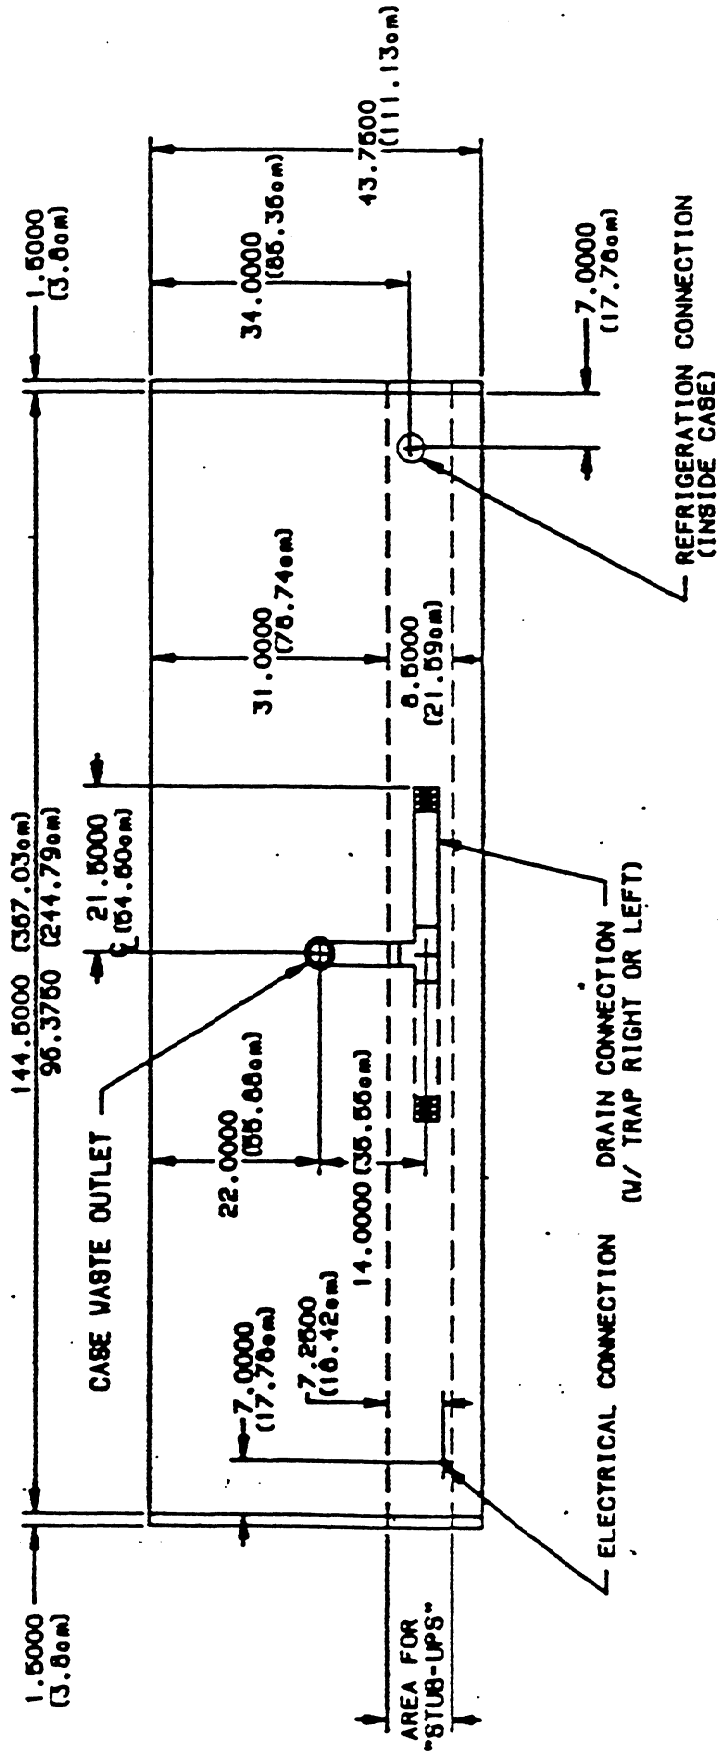 144.5000 (367.03cm)
96.3750 (244.79cm)
1.5000
(3.8cm)
1.5000
(3.8cm)
21.5000
(54.60cm)
℄
CASE WASTE OUTLET
22.0000
(55.88cm)
31.0000
(78.74cm)
34.0000
(86.36cm)
43.7500
(111.13cm)
7.0000
(17.78cm)
7.2500
(18.42cm)
14.0000 (35.56cm)
8.5000
(21.59cm)
7.0000
(17.78cm)
AREA FOR
"STUB-UPS"
ELECTRICAL CONNECTION
DRAIN CONNECTION
(W/ TRAP RIGHT OR LEFT)
REFRIGERATION CONNECTION
(INSIDE CASE)